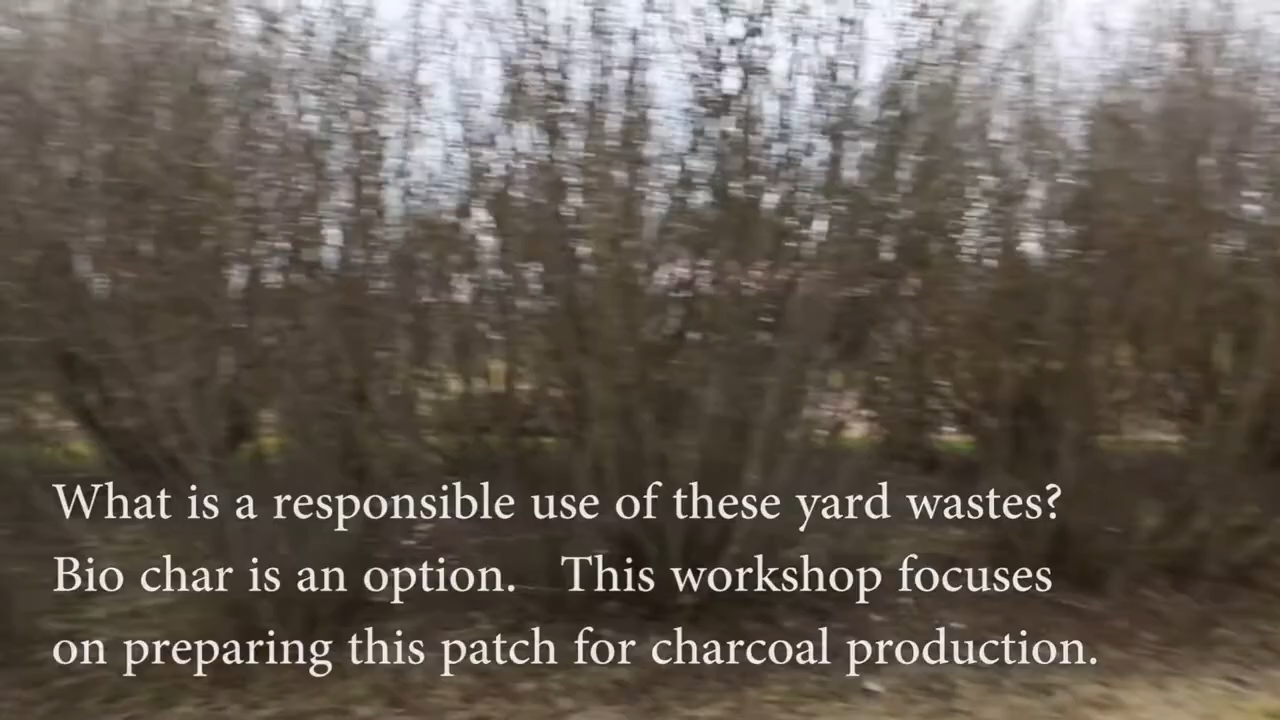 What is a responsible use of these yard wastes?
Bio char is an option.   This workshop focuses
on preparing this patch for charcoal production.